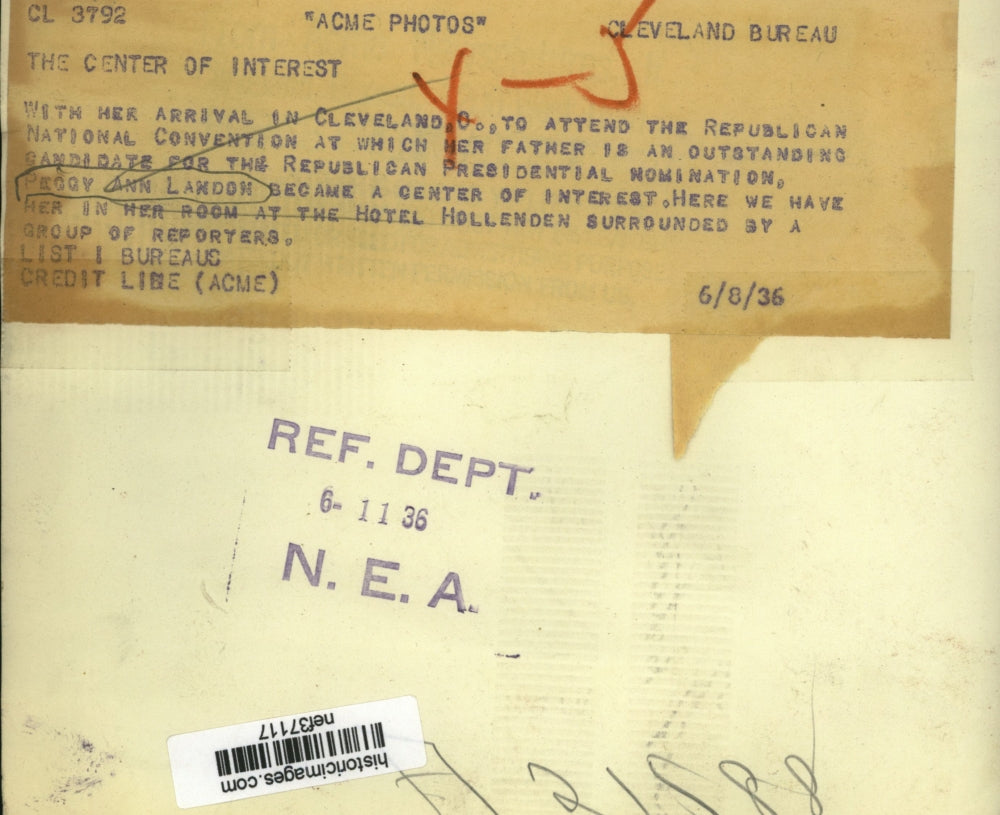 CL 3792 "ACME PHOTOS" CLEVELAND BUREAU
THE CENTER OF INTEREST
WITH HER ARRIVAL IN CLEVELAND,O.,TO ATTEND THE REPUBLICAN
NATIONAL CONVENTION AT WHICH HER FATHER IS AN OUTSTANDING
CANDIDATE FOR THE REPUBLICAN PRESIDENTIAL NOMINATION,
PEGGY ANN LANDON BECAME A CENTER OF INTEREST.HERE WE HAVE
HER IN HER ROOM AT THE HOTEL HOLLENDEN SURROUNDED BY A
GROUP OF REPORTERS.
LIST 1 BUREAUS
CREDIT LINE (ACME) 6/8/36
REF. DEPT.
6- 11 36
N. E. A.
historicimages.com
nef37117